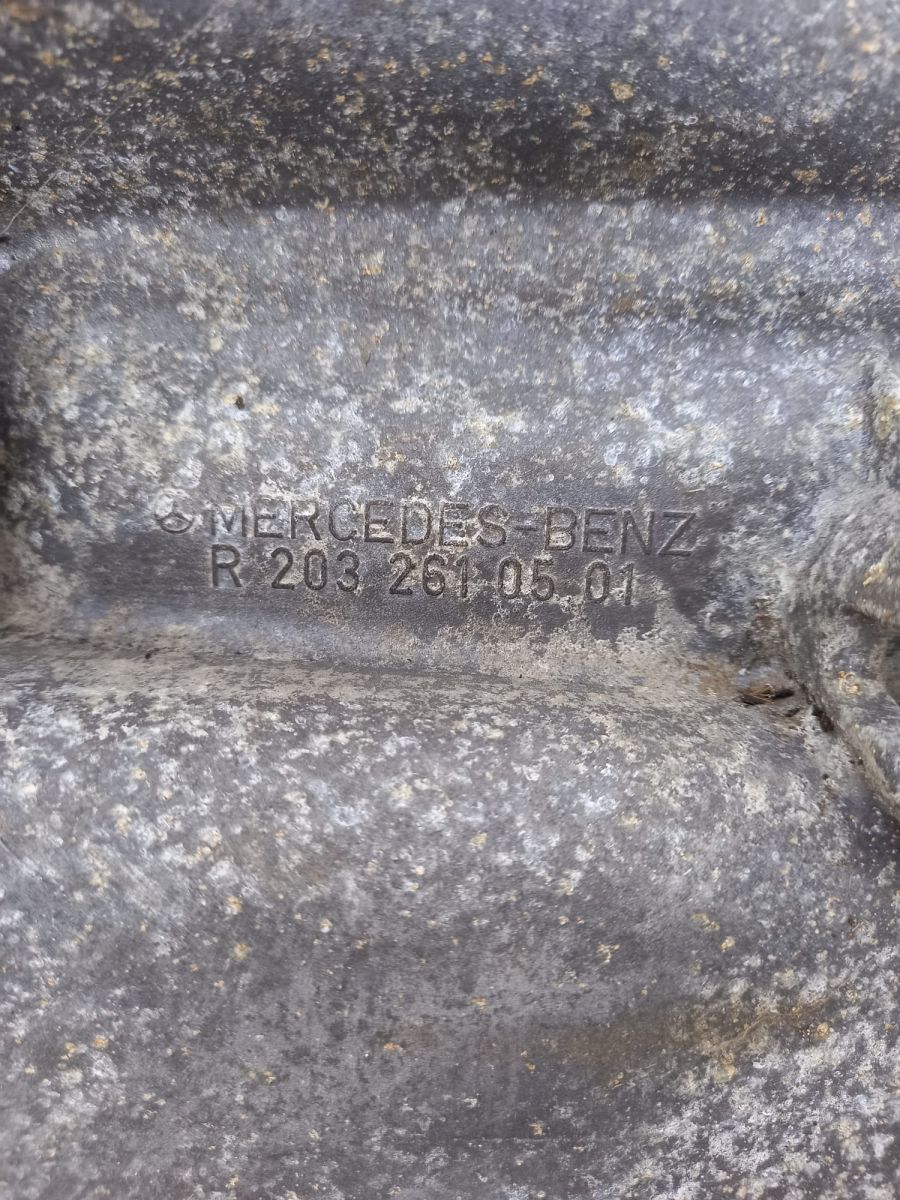 MERCEDES-BENZ
R 203 261 05 01